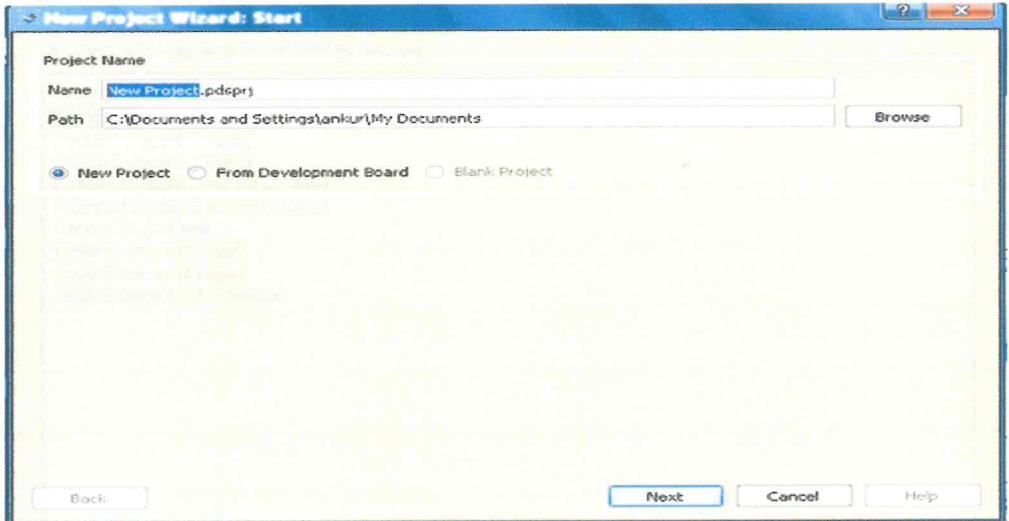 New Project Wizard: Start
Project Name
Name New Project.pdsprj
Path C:\Documents and Settings\ankur\My Documents Browse
New Project From Development Board Blank Project
Back Next Cancel Help